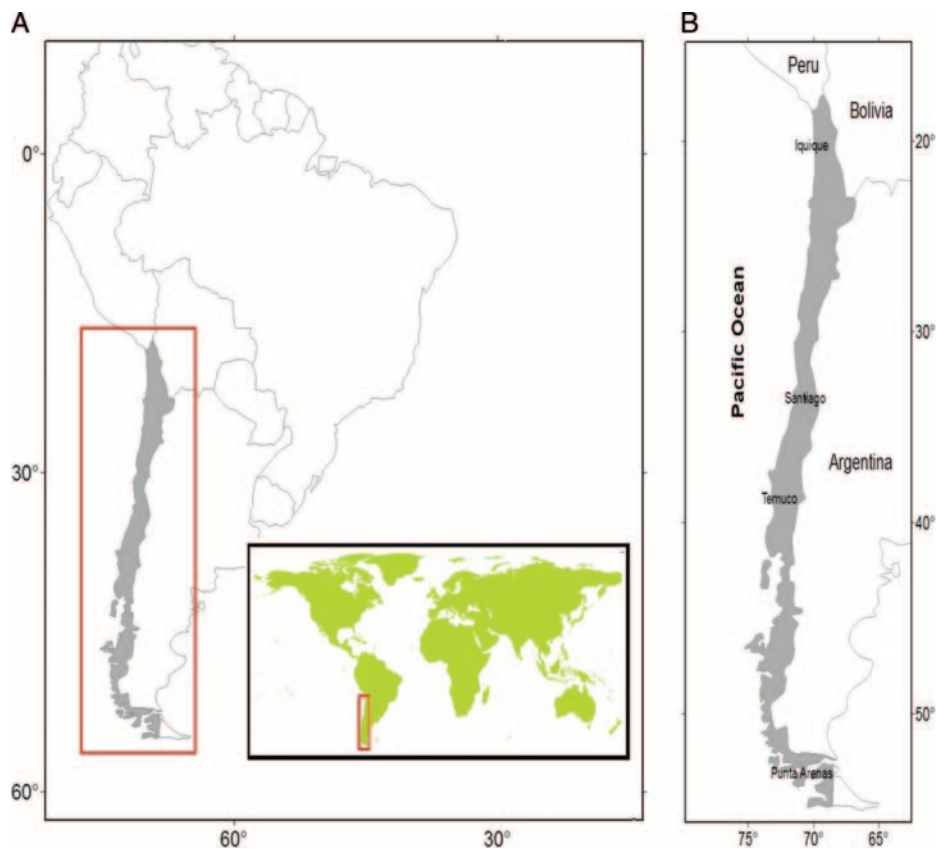 A
0°
30°
60°
60°
30°
B
Peru
Bolivia
Iquique
20°
Pacific Ocean
30°
Santiago
Argentina
Temuco
40°
50°
Punta Arenas
75°
70°
65°